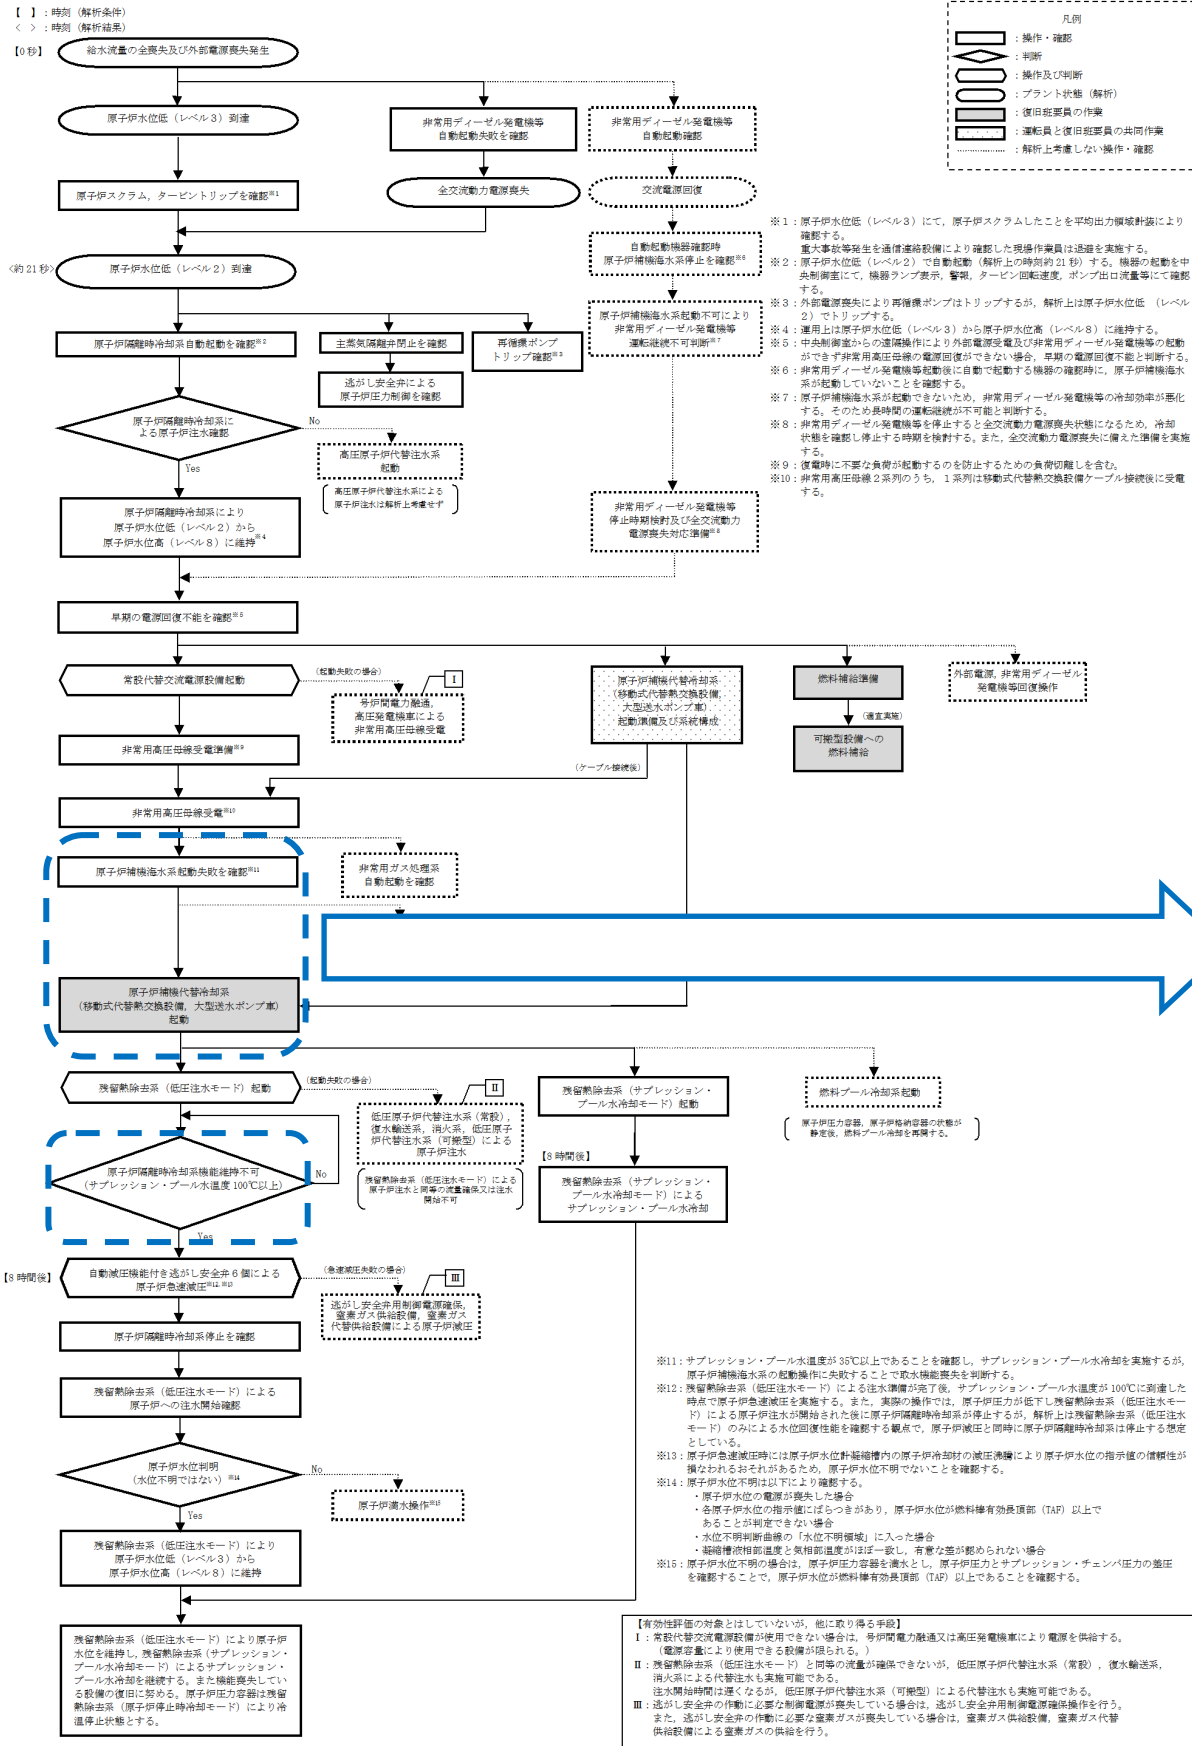 【 】：時刻（解析条件）
＜ ＞：時刻（解析結果）
【0秒】
給水流量の全喪失及び外部電源喪失発生
凡例
：操作・確認
：判断
：操作及び判断
：プラント状態（解析）
：復旧班要員の作業
：運転員と復旧班要員の共同作業
：解析上考慮しない操作・確認
原子炉水位低（レベル３）到達
非常用ディーゼル発電機等
自動起動失敗を確認
非常用ディーゼル発電機等
自動起動確認
原子炉スクラム，タービントリップを確認※1
全交流動力電源喪失
交流電源回復
自動起動機器確認時
原子炉補機海水系停止を確認※6
＜約21秒＞
原子炉水位低（レベル２）到達
原子炉補機海水系起動不可により
非常用ディーゼル発電機等
運転継続不可判断※7
原子炉隔離時冷却系自動起動を確認※2
主蒸気隔離弁閉止を確認
再循環ポンプ
トリップ確認※3
逃がし安全弁による
原子炉圧力制御を確認
原子炉隔離時冷却系に
よる原子炉注水確認
No
Yes
高圧原子炉代替注水系
起動
高圧原子炉代替注水系による
原子炉注水は解析上考慮せず
原子炉隔離時冷却系により
原子炉水位低（レベル２）から
原子炉水位高（レベル８）に維持※4
非常用ディーゼル発電機等
停止時期検討及び全交流動力
電源喪失対応準備※8
※１：原子炉水位低（レベル３）にて，原子炉スクラムしたことを平均出力領域計装により
確認する。
重大事故等発生を通信連絡設備により確認した現場作業員は退避を実施する。
※２：原子炉水位低（レベル２）で自動起動（解析上の時刻約21秒）する。機器の起動を中
央制御室にて，機器ランプ表示，警報，タービン回転速度，ポンプ出口流量等にて確認
する。
※３：外部電源喪失により再循環ポンプはトリップするが，解析上は原子炉水位低　（レベル
２）でトリップする。
※４：運用上は原子炉水位低（レベル３）から原子炉水位高（レベル８）に維持する。
※５：中央制御室からの遠隔操作により外部電源受電及び非常用ディーゼル発電機等の起動
ができず非常用高圧母線の電源回復ができない場合，早期の電源回復不能と判断する。
※６：非常用ディーゼル発電機等起動後に自動で起動する機器の確認時に，原子炉補機海水
系が起動していないことを確認する。
※７：原子炉補機海水系が起動できないため，非常用ディーゼル発電機等の冷却効率が悪化
する。そのため長時間の運転継続が不可能と判断する。
※８：非常用ディーゼル発電機等を停止すると全交流動力電源喪失状態になるため，冷却
状態を確認し停止する時期を検討する。また，全交流動力電源喪失に備えた準備を実施
する。
※９：復電時に不要な負荷が起動するのを防止するための負荷切離しを含む。
※10：非常用高圧母線２系列のうち，１系列は移動式代替熱交換設備ケーブル接続後に受電
する。
早期の電源回復不能を確認※5
常設代替交流電源設備起動
（起動失敗の場合）
Ⅰ
号炉間電力融通，
高圧発電機車による
非常用高圧母線受電
原子炉補機代替冷却系
（移動式代替熱交換設備，
大型送水ポンプ車）
起動準備及び系統構成
燃料補給準備
（適宜実施）
可搬型設備への
燃料補給
外部電源，非常用ディーゼル
発電機等回復操作
非常用高圧母線受電準備※9
（ケーブル接続後）
非常用高圧母線受電※10
原子炉補機海水系起動失敗を確認※11
非常用ガス処理系
自動起動を確認
原子炉補機代替冷却系
（移動式代替熱交換設備，大型送水ポンプ車）
起動
残留熱除去系（低圧注水モード）起動
（起動失敗の場合）
Ⅱ
低圧原子炉代替注水系（常設），
復水輸送系，消火系，低圧原子
炉代替注水系（可搬型）による
原子炉注水
残留熱除去系（低圧注水モード）による
原子炉注水と同等の流量確保又は注水
開始不可
残留熱除去系（サプレッション・
プール水冷却モード）起動
燃料プール冷却系起動
原子炉圧力容器，原子炉格納容器の状態が
静定後，燃料プール冷却を再開する。
【8時間後】
残留熱除去系（サプレッション・
プール水冷却モード）による
サプレッション・プール水冷却
原子炉隔離時冷却系機能維持不可
（サプレッション・プール水温度100℃以上）
No
Yes
【8時間後】
自動減圧機能付き逃がし安全弁６個による
原子炉急速減圧※12，※13
（急速減圧失敗の場合）
Ⅲ
逃がし安全弁用制御電源確保，
窒素ガス供給設備，窒素ガス
代替供給設備による原子炉減圧
原子炉隔離時冷却系停止を確認
残留熱除去系（低圧注水モード）による
原子炉への注水開始確認
原子炉水位判明
（水位不明ではない）※14
No
Yes
原子炉満水操作※15
残留熱除去系（低圧注水モード）により
原子炉水位低（レベル３）から
原子炉水位高（レベル８）に維持
残留熱除去系（低圧注水モード）により原子炉
水位を維持し，残留熱除去系（サプレッション・
プール水冷却モード）によるサプレッション・
プール水冷却を継続する。また機能喪失してい
る設備の復旧に努める。原子炉圧力容器は残留
熱除去系（原子炉停止時冷却モード）により冷
温停止状態とする。
※11：サプレッション・プール水温度が35℃以上であることを確認し，サプレッション・プール水冷却を実施するが，
原子炉補機海水系の起動操作に失敗することで取水機能喪失を判断する。
※12：残留熱除去系（低圧注水モード）による注水準備が完了後，サプレッション・プール水温度が100℃に到達した
時点で原子炉急速減圧を実施する。また，実際の操作では，原子炉圧力が低下し残留熱除去系（低圧注水モー
ド）による原子炉注水が開始された後に原子炉隔離時冷却系が停止するが，解析上は残留熱除去系（低圧注水
モード）のみによる水位回復性能を確認する観点で，原子炉減圧と同時に原子炉隔離時冷却系は停止する想定
としている。
※13：原子炉急速減圧時には原子炉水位計凝縮槽内の原子炉冷却材の減圧沸騰により原子炉水位の指示値の信頼性が
損なわれるおそれがあるため，原子炉水位不明でないことを確認する。
※14：原子炉水位不明は以下により確認する。
・原子炉水位の電源が喪失した場合
・各原子炉水位の指示値にばらつきがあり，原子炉水位が燃料棒有効長頂部（TAF）以上で
あることが判定できない場合
・水位不明判断曲線の「水位不明領域」に入った場合
・凝縮槽液相部温度と気相部温度がほぼ一致し，有意な差が認められない場合
※15：原子炉水位不明の場合は，原子炉圧力容器を満水とし，原子炉圧力とサプレッション・チェンバ圧力の差圧
を確認することで，原子炉水位が燃料棒有効長頂部（TAF）以上であることを確認する。
【有効性評価の対象とはしていないが，他に取り得る手段】
Ⅰ：常設代替交流電源設備が使用できない場合は，号炉間電力融通又は高圧発電機車により電源を供給する。
（電源容量により使用できる設備が限られる。）
Ⅱ：残留熱除去系（低圧注水モード）と同等の流量が確保できないが，低圧原子炉代替注水系（常設），復水輸送系，
消火系による代替注水も実施可能である。
注水開始時間は遅くなるが，低圧原子炉代替注水系（可搬型）による代替注水も実施可能である。
Ⅲ：逃がし安全弁の作動に必要な制御電源が喪失している場合は，逃がし安全弁用制御電源確保操作を行う。
また，逃がし安全弁の作動に必要な窒素ガスが喪失している場合は，窒素ガス供給設備，窒素ガス代替
供給設備による窒素ガスの供給を行う。